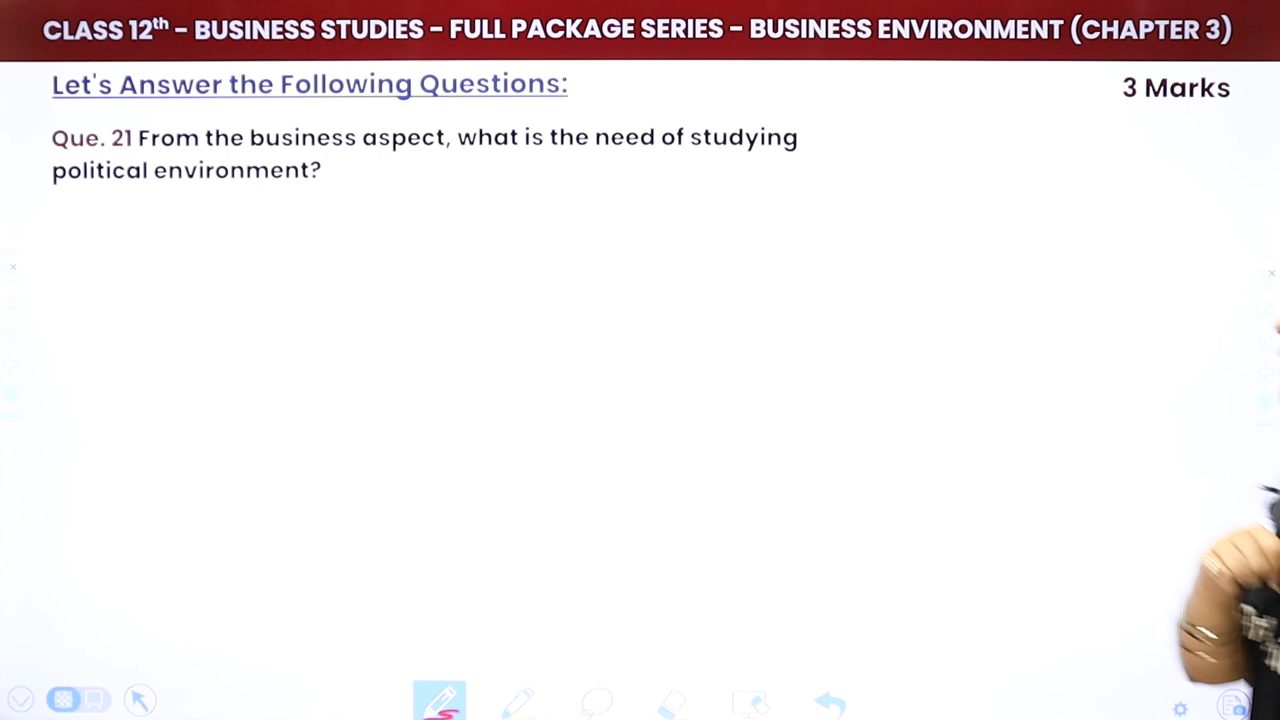 CLASS 12th – BUSINESS STUDIES – FULL PACKAGE SERIES – BUSINESS ENVIRONMENT (CHAPTER 3)
Let's Answer the Following Questions:
3 Marks
Que. 21 From the business aspect, what is the need of studying
political environment?